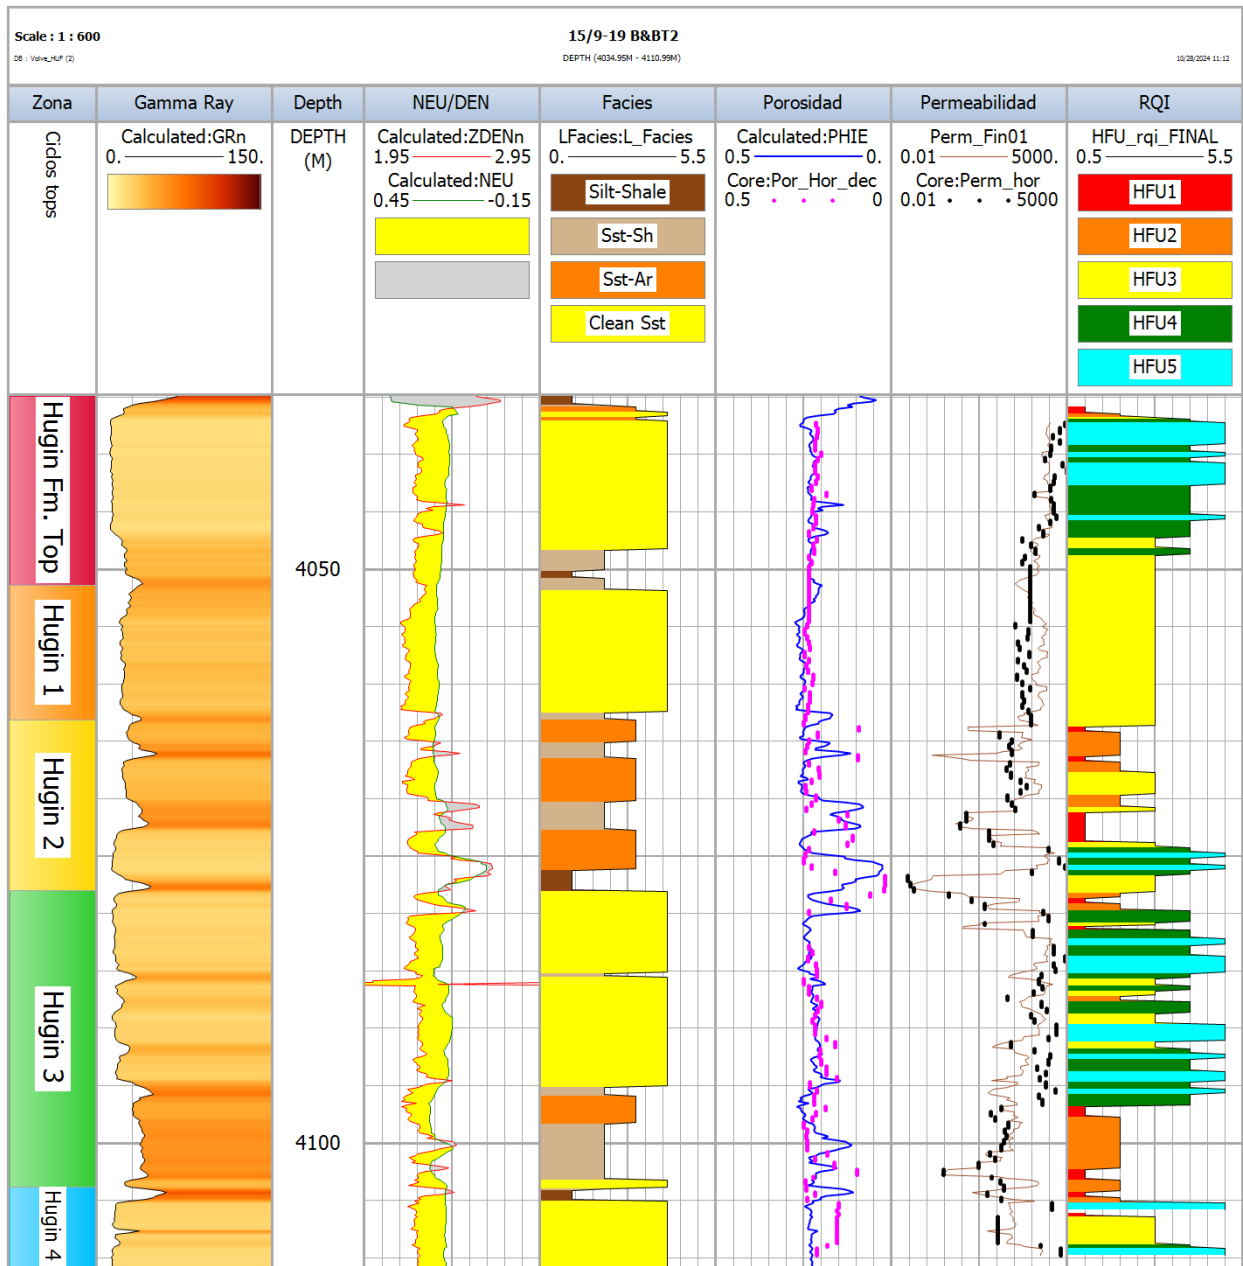 Scale : 1 : 600
15/9-19 B&BT2
DB : Volve_HUF (2)
DEPTH (4034.95M - 4110.99M)
10/28/2024 11:12
Zona
Gamma Ray
Depth
NEU/DEN
Facies
Porosidad
Permeabilidad
RQI
Ciclos tops
Calculated:GRn
0. 150.
DEPTH
(M)
Calculated:ZDENn
1.95 2.95
Calculated:NEU
0.45 -0.15
LFacies:L_Facies
0. 5.5
Silt-Shale
Sst-Sh
Sst-Ar
Clean Sst
Calculated:PHIE
0.5 0.
Core:Por_Hor_dec
0.5 0
Perm_Fin01
0.01 5000.
Core:Perm_hor
0.01 5000
HFU_rqi_FINAL
0.5 5.5
HFU1
HFU2
HFU3
HFU4
HFU5
Hugin Fm. Top
Hugin 1
Hugin 2
Hugin 3
Hugin 4
4050
4100